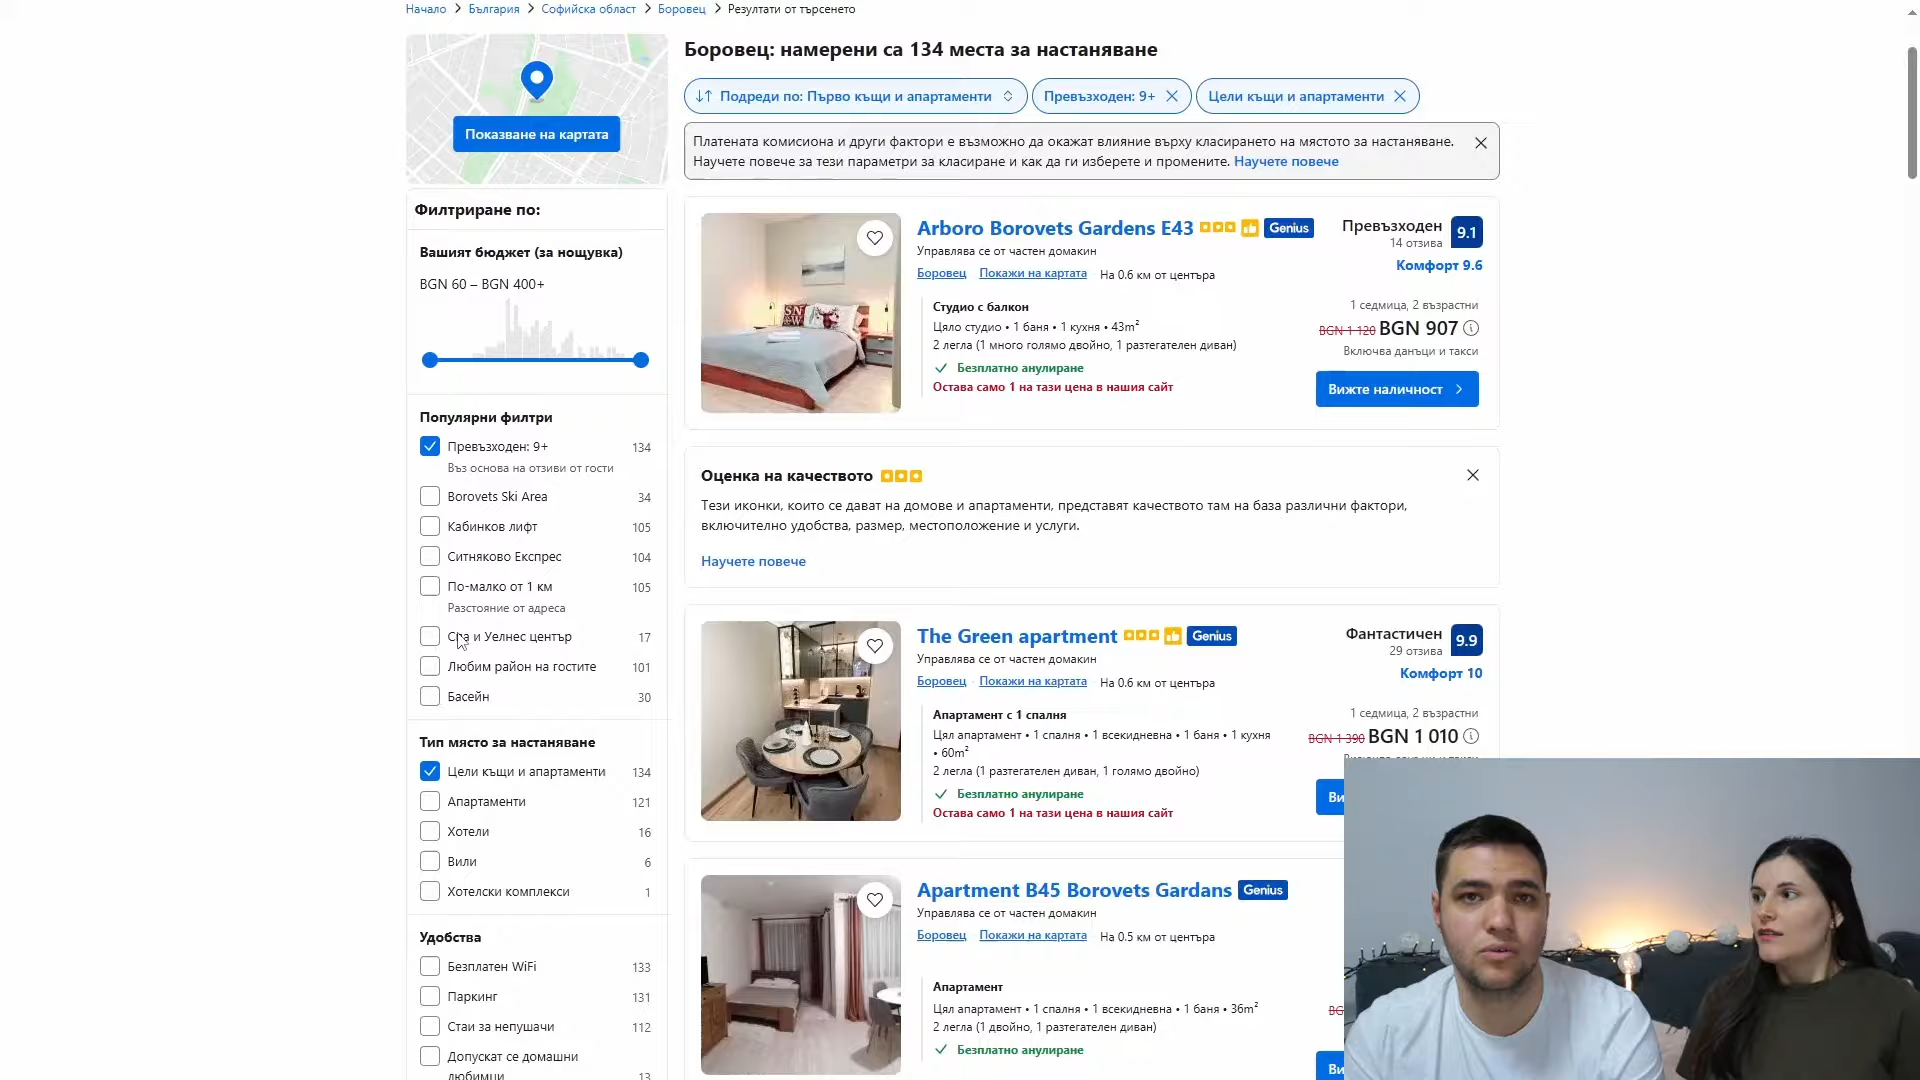 Начало > България > Софийска област > Боровец > Резултати от търсенето
Показване на картата
Филтриране по:
Вашият бюджет (за нощувка)
BGN 60 – BGN 400+
Популярни филтри
Превъзходен: 9+ 134
Въз основа на отзиви от гости
Borovets Ski Area 34
Кабинков лифт 105
Ситняково Експрес 104
По-малко от 1 км 105
Разстояние от адреса
Спа и Уелнес център 17
Любим район на гостите 101
Басейн 30
Тип място за настаняване
Цели къщи и апартаменти 134
Апартаменти 121
Хотели 16
Вили 6
Хотелски комплекси 1
Удобства
Безплатен WiFi 133
Паркинг 131
Стаи за непушачи 112
Допускат се домашни
любимци 13
Боровец: намерени са 134 места за настаняване
Подреди по: Първо къщи и апартаменти
Превъзходен: 9+
Цели къщи и апартаменти
Платената комисиона и други фактори е възможно да окажат влияние върху класирането на мястото за настаняване.
Научете повече за тези параметри за класиране и как да ги изберете и промените. Научете повече
Arboro Borovets Gardens E43 Genius
Управлява се от частен домакин
Боровец Покажи на картата На 0.6 км от центъра
Студио с балкон
Цяло студио • 1 баня • 1 кухня • 43m²
2 легла (1 много голямо двойно, 1 разтегателен диван)
Безплатно анулиране
Остава само 1 на тази цена в нашия сайт
Превъзходен 9.1
14 отзива
Комфорт 9.6
1 седмица, 2 възрастни
BGN 1 120 BGN 907
Включва данъци и такси
Вижте наличност
Оценка на качеството
Тези иконки, които се дават на домове и апартаменти, представят качеството там на база различни фактори,
включително удобства, размер, местоположение и услуги.
Научете повече
The Green apartment Genius
Управлява се от частен домакин
Боровец Покажи на картата На 0.6 км от центъра
Апартамент с 1 спалня
Цял апартамент • 1 спалня • 1 всекидневна • 1 баня • 1 кухня
• 60m²
2 легла (1 разтегателен диван, 1 голямо двойно)
Безплатно анулиране
Остава само 1 на тази цена в нашия сайт
Фантастичен 9.9
29 отзива
Комфорт 10
1 седмица, 2 възрастни
BGN 1 390 BGN 1 010
Ви
Apartment B45 Borovets Gardans Genius
Управлява се от частен домакин
Боровец Покажи на картата На 0.5 км от центъра
Апартамент
Цял апартамент • 1 спалня • 1 всекидневна • 1 баня • 36m²
2 легла (1 двойно, 1 разтегателен диван)
Безплатно анулиране
BG
Ви